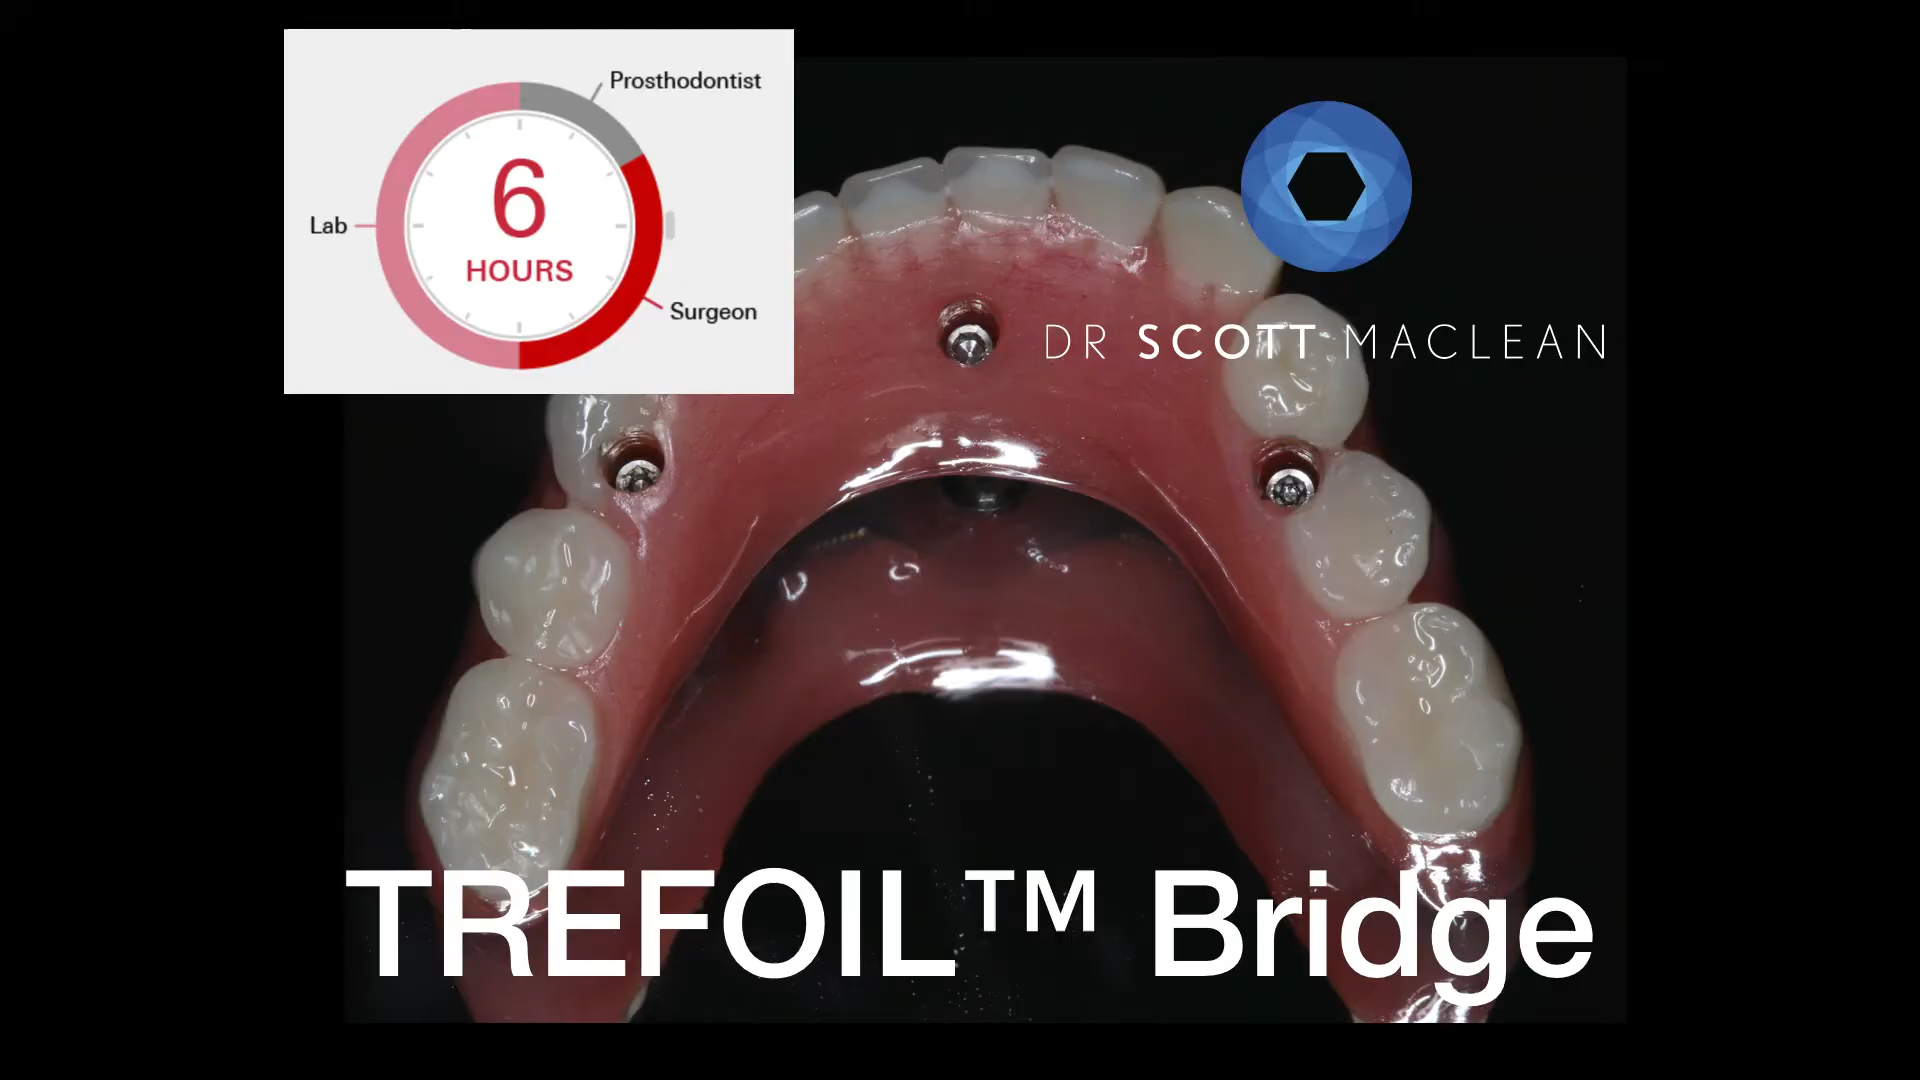 Prosthodontist
6
HOURS
Lab
Surgeon
DR SCOTT MACLEAN
TREFOIL™ Bridge